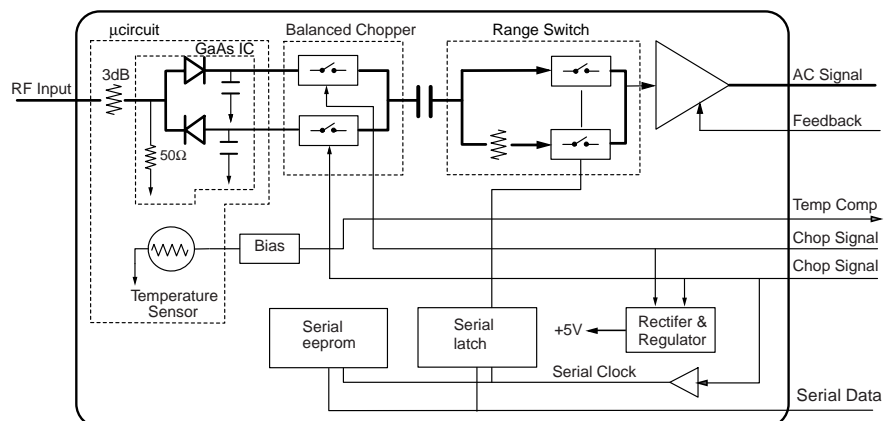 μcircuit
Balanced Chopper
Range Switch
GaAs IC
3dB
RF Input
AC Signal
Feedback
50Ω
Temp Comp
Bias
Chop Signal
Chop Signal
Temperature
Sensor
Serial
eeprom
Serial
latch
+5V
Rectifer &
Regulator
Serial Clock
Serial Data